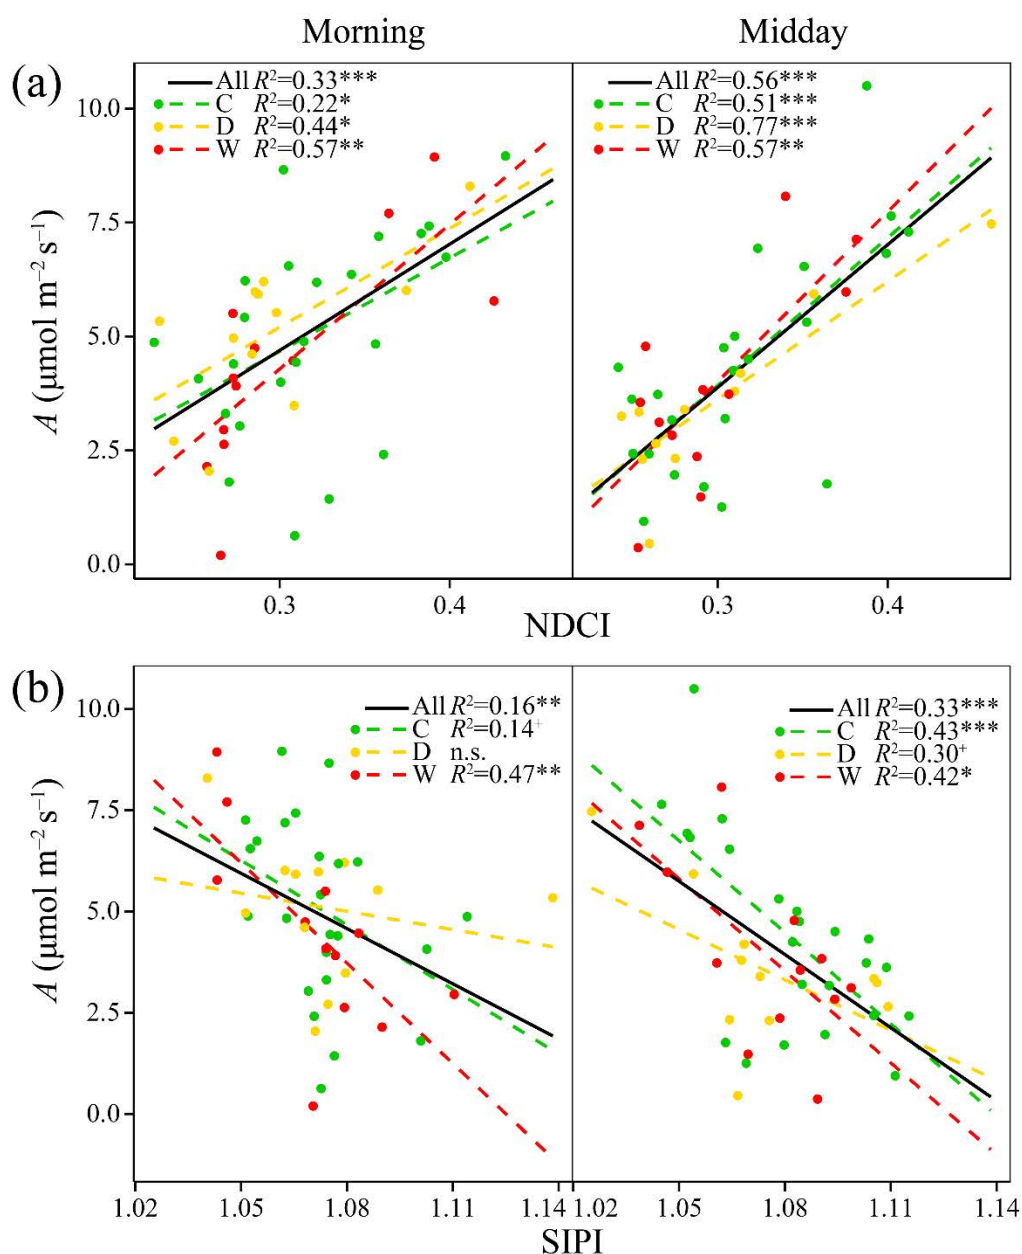 Morning Midday
(a)
All R²=0.33***
C R²=0.22*
D R²=0.44*
W R²=0.57**
All R²=0.56***
C R²=0.51***
D R²=0.77***
W R²=0.57**
A (μmol m⁻² s⁻¹)
10.0
7.5
5.0
2.5
0.0
0.3 0.4 0.3 0.4
NDCI
(b)
All R²=0.16**
C R²=0.14⁺
D n.s.
W R²=0.47**
All R²=0.33***
C R²=0.43***
D R²=0.30⁺
W R²=0.42*
A (μmol m⁻² s⁻¹)
10.0
7.5
5.0
2.5
0.0
1.02 1.05 1.08 1.11 1.14 1.02 1.05 1.08 1.11 1.14
SIPI